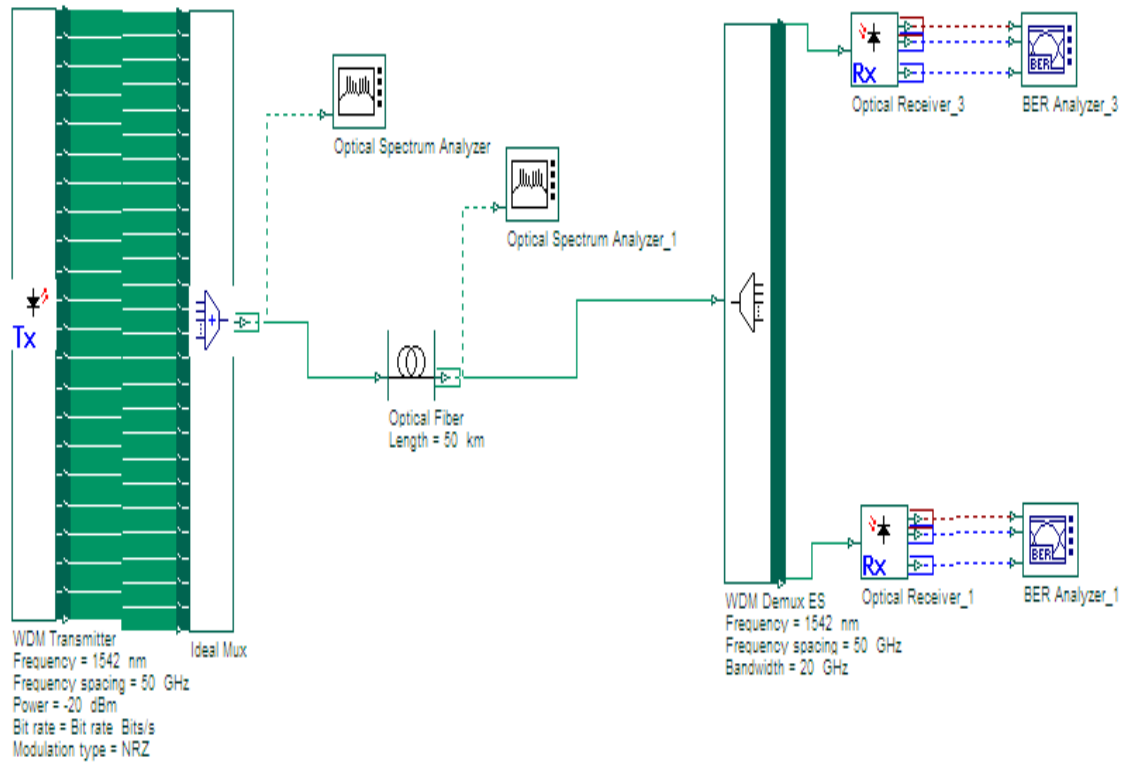 Tx
WDM Transmitter
Frequency = 1542 nm
Frequency spacing = 50 GHz
Power = -20 dBm
Bit rate = Bit rate Bits/s
Modulation type = NRZ
Ideal Mux
Optical Spectrum Analyzer
Optical Spectrum Analyzer_1
Optical Fiber
Length = 50 km
WDM Demux ES
Frequency = 1542 nm
Frequency spacing = 50 GHz
Bandwidth = 20 GHz
Rx
Optical Receiver_3
BER
BER Analyzer_3
Rx
Optical Receiver_1
BER
BER Analyzer_1